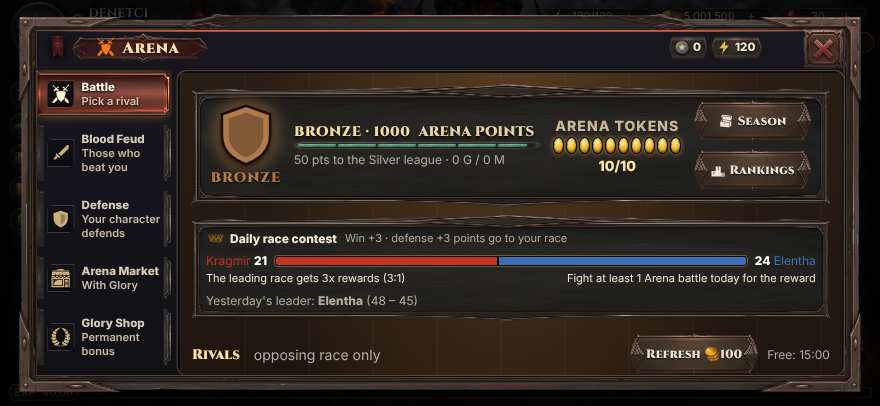 DENETCI
ARENA
0
120
Battle
Pick a rival
Blood Feud
Those who
beat you
Defense
Your character
defends
Arena Market
With Glory
Glory Shop
Permanent
bonus
BRONZE
BRONZE · 1000 ARENA POINTS
50 pts to the Silver league · 0 G / 0 M
ARENA TOKENS
10/10
SEASON
RANKINGS
Daily race contest Win +3 · defense +3 points go to your race
Kragmir 21
24 Elentha
The leading race gets 3x rewards (3:1)
Fight at least 1 Arena battle today for the reward
Yesterday's leader: Elentha (48 – 45)
RIVALS opposing race only
REFRESH 100
Free: 15:00